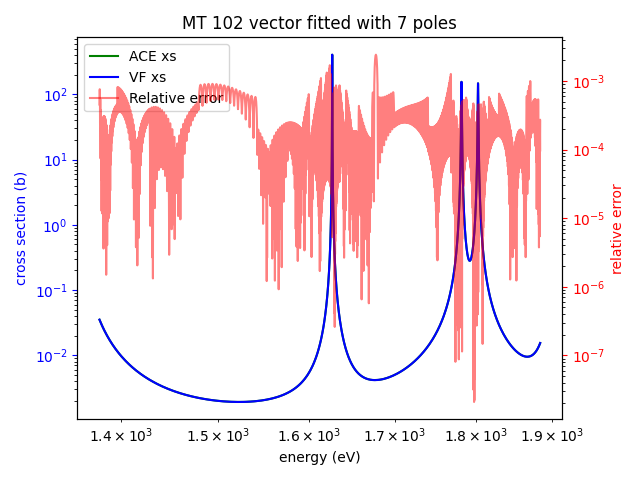 MT 102 vector fitted with 7 poles
ACE xs
VF xs
Relative error
cross section (b)
10²
10¹
10⁰
10⁻¹
10⁻²
relative error
10⁻³
10⁻⁴
10⁻⁵
10⁻⁶
10⁻⁷
1.4 × 10³ 1.5 × 10³ 1.6 × 10³ 1.7 × 10³ 1.8 × 10³ 1.9 × 10³
energy (eV)